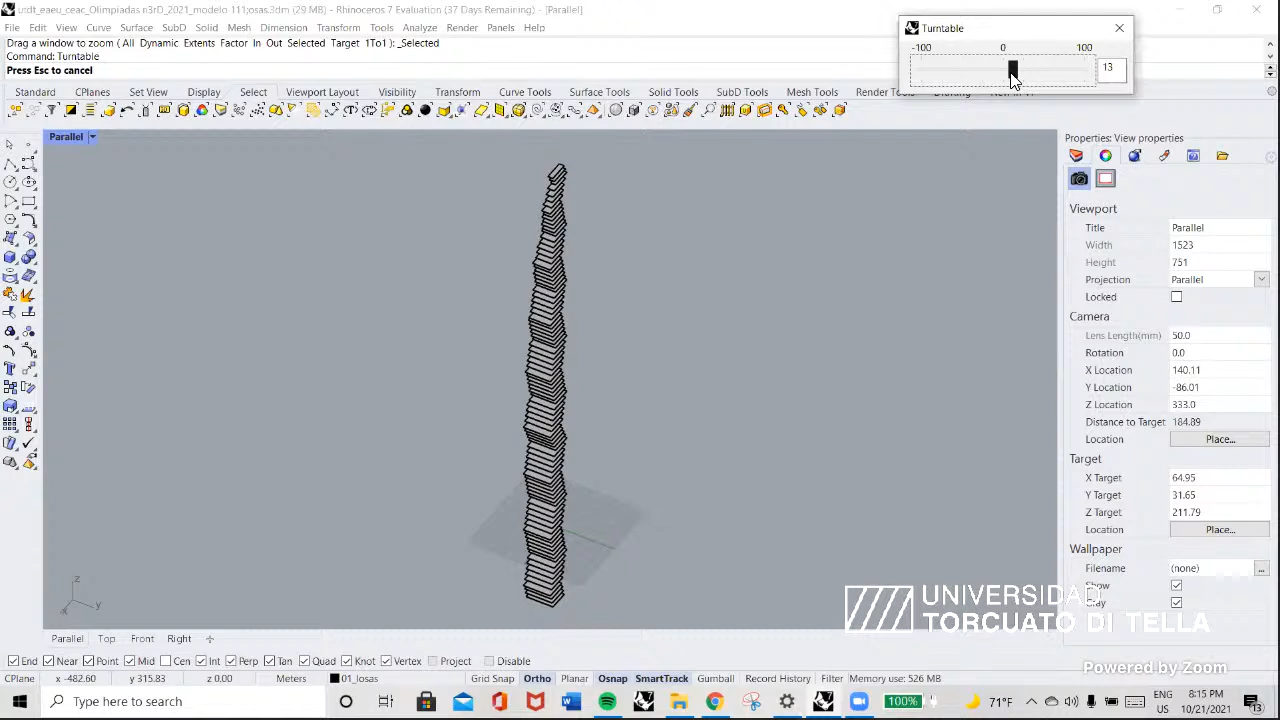 utdt_eaeu_ceac_Olimpiadas n3rD_2021_modelo 111;osas.3dm (29 MB) - Rhinoceros 7 Evaluation (37 Days Remaining) - [Parallel]
File Edit View Curve Surface SubD Solid Mesh Dimension Transform Tools Analyze Render Panels Help
Drag a window to zoom ( All Dynamic Extents Factor In Out Selected Target 1To1 ): _Selected
Command: Turntable
Press Esc to cancel
Turntable
-100 0 100
13
Standard CPlanes Set View Display Select Viewport Layout Visibility Transform Curve Tools Surface Tools Solid Tools SubD Tools Mesh Tools Render Tools
Parallel
Properties: View properties
Viewport
Title Parallel
Width 1523
Height 751
Projection Parallel
Locked
Camera
Lens Length(mm) 50.0
Rotation 0.0
X Location 140.11
Y Location -86.01
Z Location 333.0
Distance to Target 184.89
Location Place...
Target
X Target 64.95
Y Target 31.65
Z Target 211.79
Location Place...
Wallpaper
Filename (none) ...
Show
Gray
z
y
x
UNIVERSIDAD
TORCUATO DI TELLA
Powered by Zoom
Parallel Top Front Right
End Near Point Mid Cen Int Perp Tan Quad Knot Vertex Project Disable
CPlane x -482.60 y 315.83 z 0.00 Meters 01_losas Grid Snap Ortho Planar Osnap SmartTrack Gumball Record History Filter Memory use: 526 MB
Type here to search
100%
71°F
ENG
US
8:15 PM
10/21/2021
13